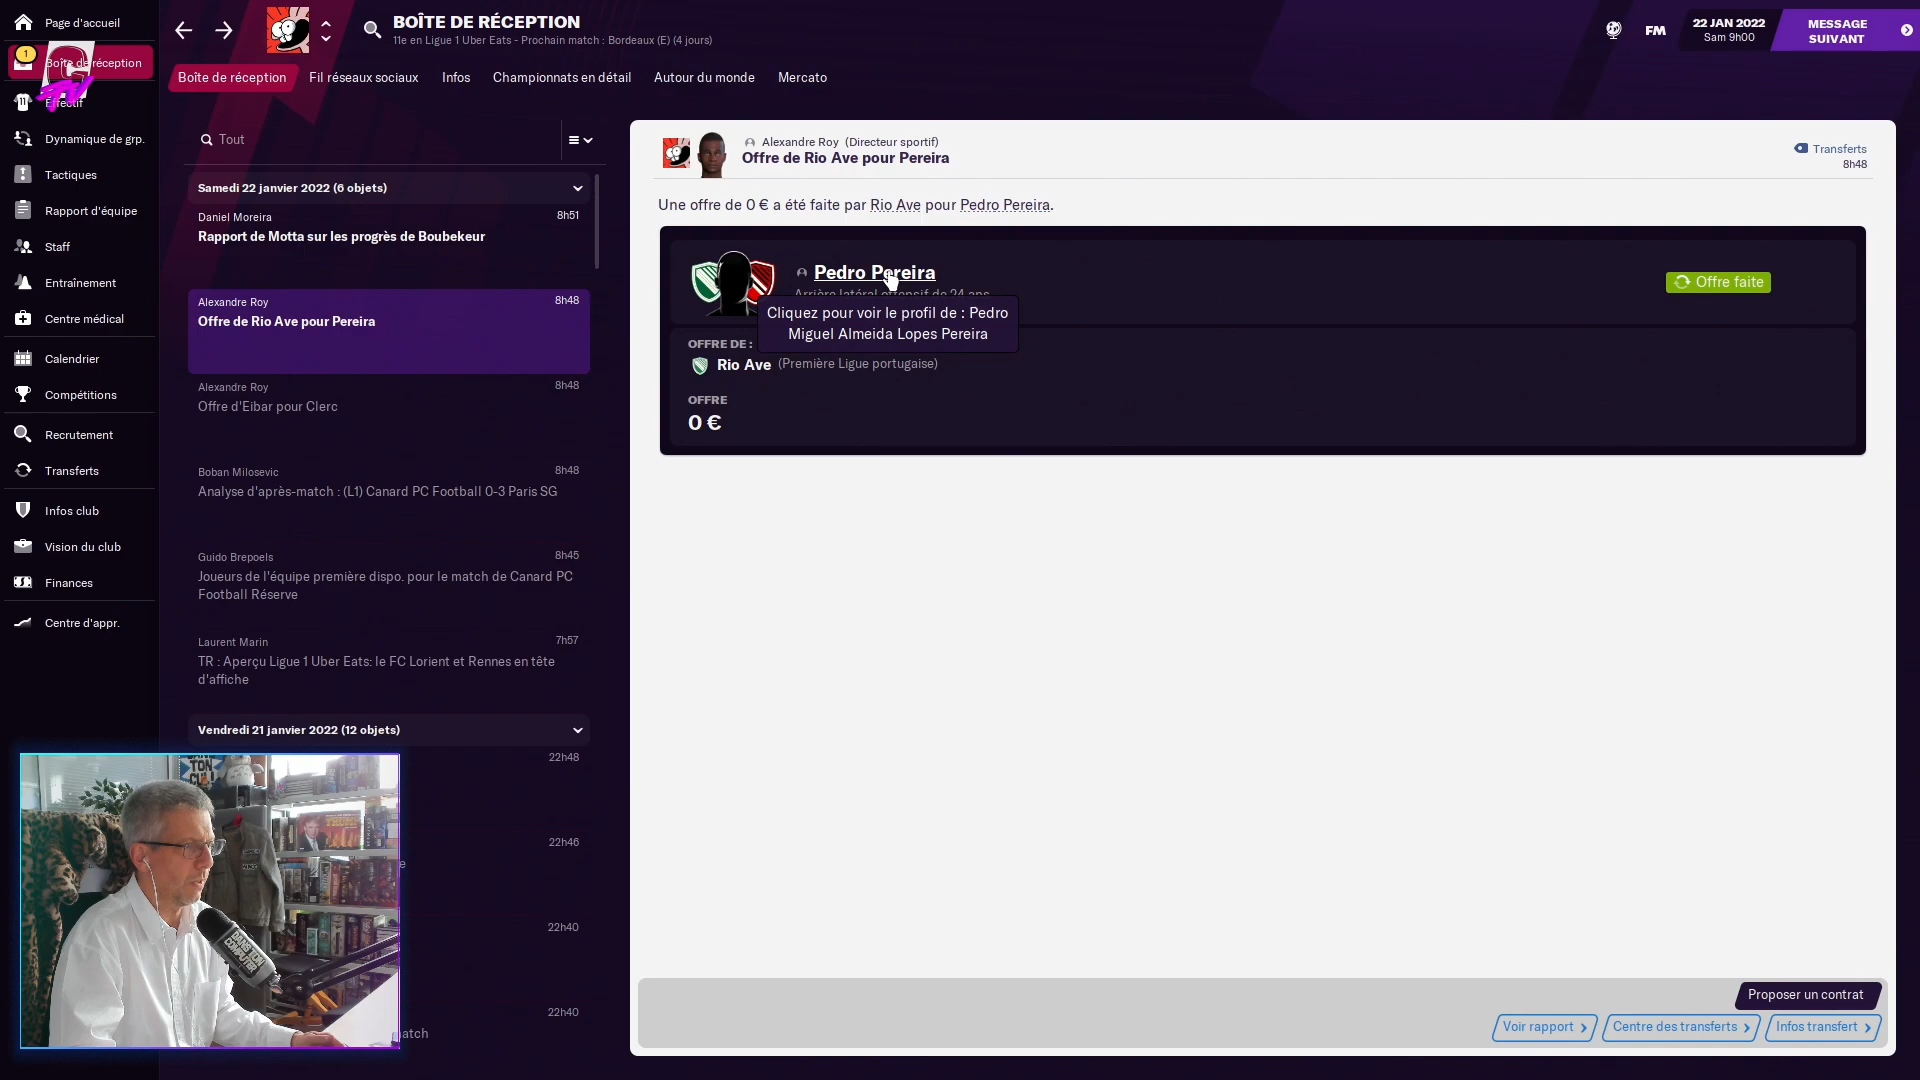 Page d'accueil
1
Boîte de réception
Effectif
Dynamique de grp.
Tactiques
Rapport d'équipe
Staff
Entraînement
Centre médical
Calendrier
Compétitions
Recrutement
Transferts
Infos club
Vision du club
Finances
Centre d'appr.
BOÎTE DE RÉCEPTION
11e en Ligue 1 Uber Eats - Prochain match : Bordeaux (E) (4 jours)
FM
22 JAN 2022
Sam 9h00
MESSAGE
SUIVANT
Boîte de réception
Fil réseaux sociaux
Infos
Championnats en détail
Autour du monde
Mercato
Tout
Samedi 22 janvier 2022 (6 objets)
Daniel Moreira 8h51
Rapport de Motta sur les progrès de Boubekeur
Alexandre Roy 8h48
Offre de Rio Ave pour Pereira
Alexandre Roy 8h48
Offre d'Eibar pour Clerc
Boban Milosevic 8h48
Analyse d'après-match : (L1) Canard PC Football 0-3 Paris SG
Guido Brepoels 8h45
Joueurs de l'équipe première dispo. pour le match de Canard PC
Football Réserve
Laurent Marin 7h57
TR : Aperçu Ligue 1 Uber Eats: le FC Lorient et Rennes en tête
d'affiche
Vendredi 21 janvier 2022 (12 objets)
22h48
22h46
22h40
22h40
DANS TON
COMPUTER
Alexandre Roy (Directeur sportif)
Offre de Rio Ave pour Pereira
Transferts
8h48
Une offre de 0 € a été faite par Rio Ave pour Pedro Pereira.
Pedro Pereira
Arrière latéral offensif de 24 ans
Offre faite
Cliquez pour voir le profil de : Pedro
Miguel Almeida Lopes Pereira
OFFRE DE :
Rio Ave (Première Ligue portugaise)
OFFRE
0 €
Proposer un contrat
Voir rapport
Centre des transferts
Infos transfert